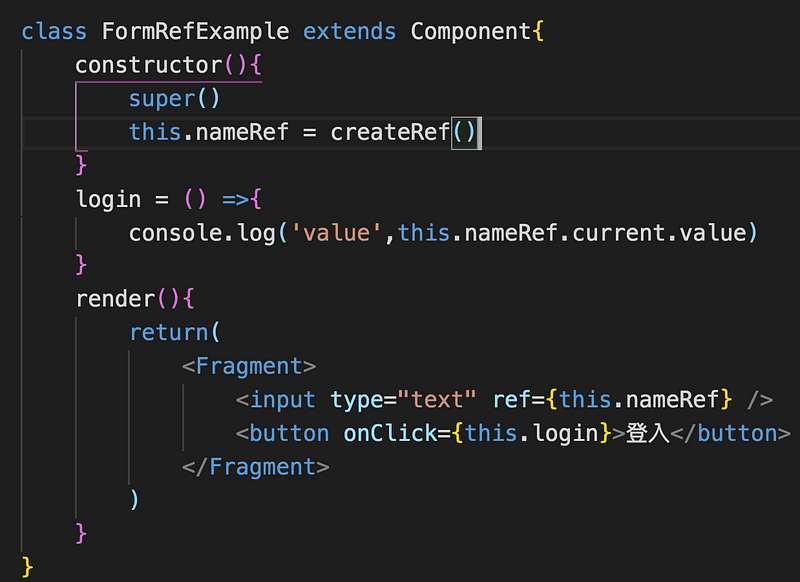 class FormRefExample extends Component{
    constructor(){
        super()
        this.nameRef = createRef()
    }
    login = () =>{
        console.log('value',this.nameRef.current.value)
    }
    render(){
        return(
            <Fragment>
                <input type="text" ref={this.nameRef} />
                <button onClick={this.login}>登入</button>
            </Fragment>
        )
    }
}